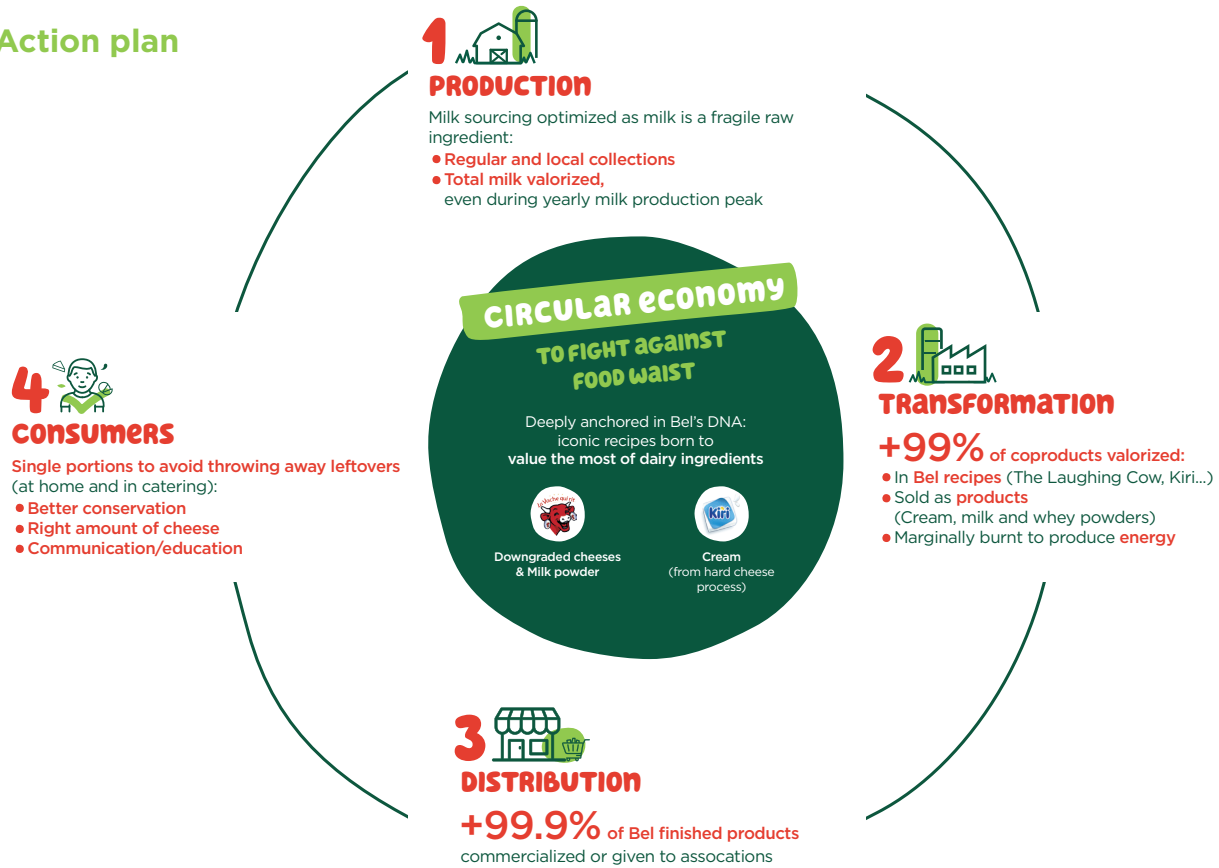 Action plan
1
PRODUCTION
Milk sourcing optimized as milk is a fragile raw
ingredient:
• Regular and local collections
• Total milk valorized,
even during yearly milk production peak
CIRCULAR ECONOMY
TO FIGHT AGAINST
FOOD WAIST
Deeply anchored in Bel's DNA:
iconic recipes born to
value the most of dairy ingredients
la Vache qui rit
Downgraded cheeses
& Milk powder
Kiri
Cream
(from hard cheese
process)
2
TRANSFORMATION
+99% of coproducts valorized:
• In Bel recipes (The Laughing Cow, Kiri...)
• Sold as products
(Cream, milk and whey powders)
• Marginally burnt to produce energy
3
DISTRIBUTION
+99.9% of Bel finished products
commercialized or given to assocations
4
CONSUMERS
Single portions to avoid throwing away leftovers
(at home and in catering):
• Better conservation
• Right amount of cheese
• Communication/education